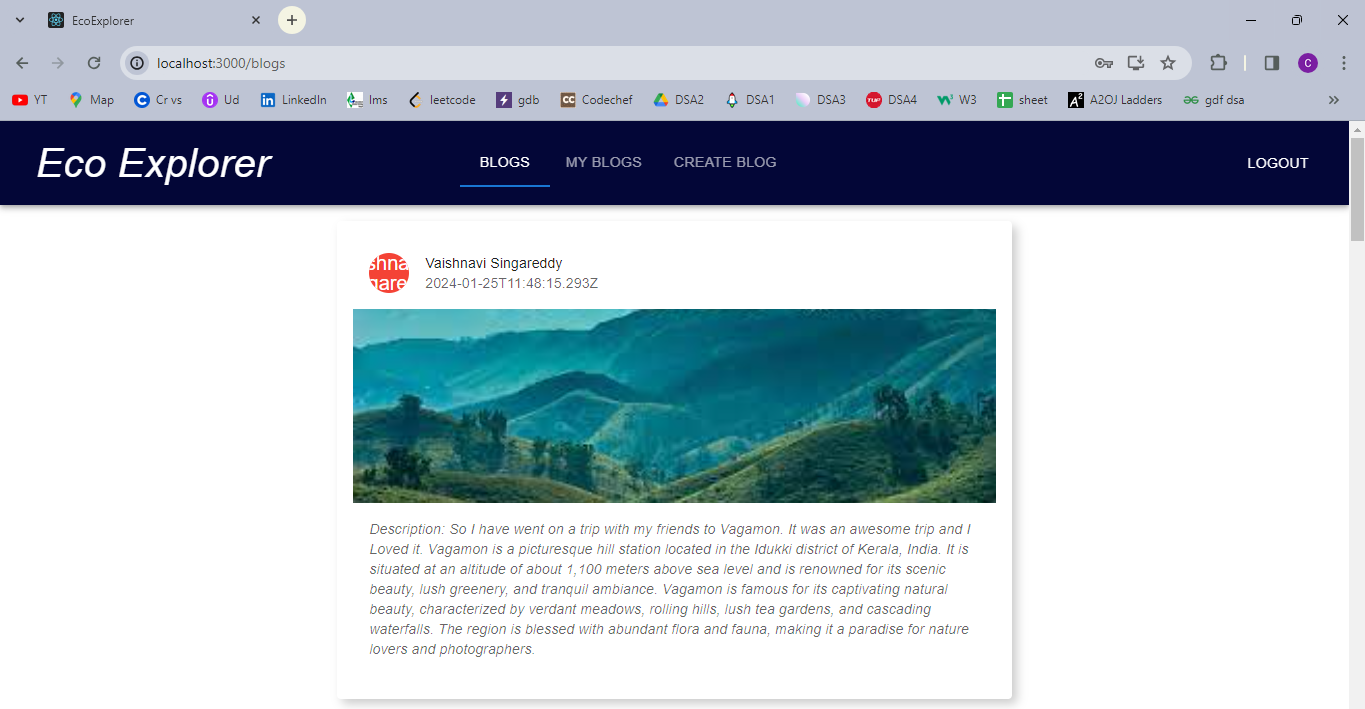 EcoExplorer
localhost:3000/blogs
C
YT Map Cr vs Ud LinkedIn lms leetcode gdb CC Codechef DSA2 DSA1 DSA3 TUF DSA4 W3 sheet A2 A2OJ Ladders gdf dsa
Eco Explorer BLOGS MY BLOGS CREATE BLOG LOGOUT
shna
gare
Vaishnavi Singareddy
2024-01-25T11:48:15.293Z
Description: So I have went on a trip with my friends to Vagamon. It was an awesome trip and I
Loved it. Vagamon is a picturesque hill station located in the Idukki district of Kerala, India. It is
situated at an altitude of about 1,100 meters above sea level and is renowned for its scenic
beauty, lush greenery, and tranquil ambiance. Vagamon is famous for its captivating natural
beauty, characterized by verdant meadows, rolling hills, lush tea gardens, and cascading
waterfalls. The region is blessed with abundant flora and fauna, making it a paradise for nature
lovers and photographers.